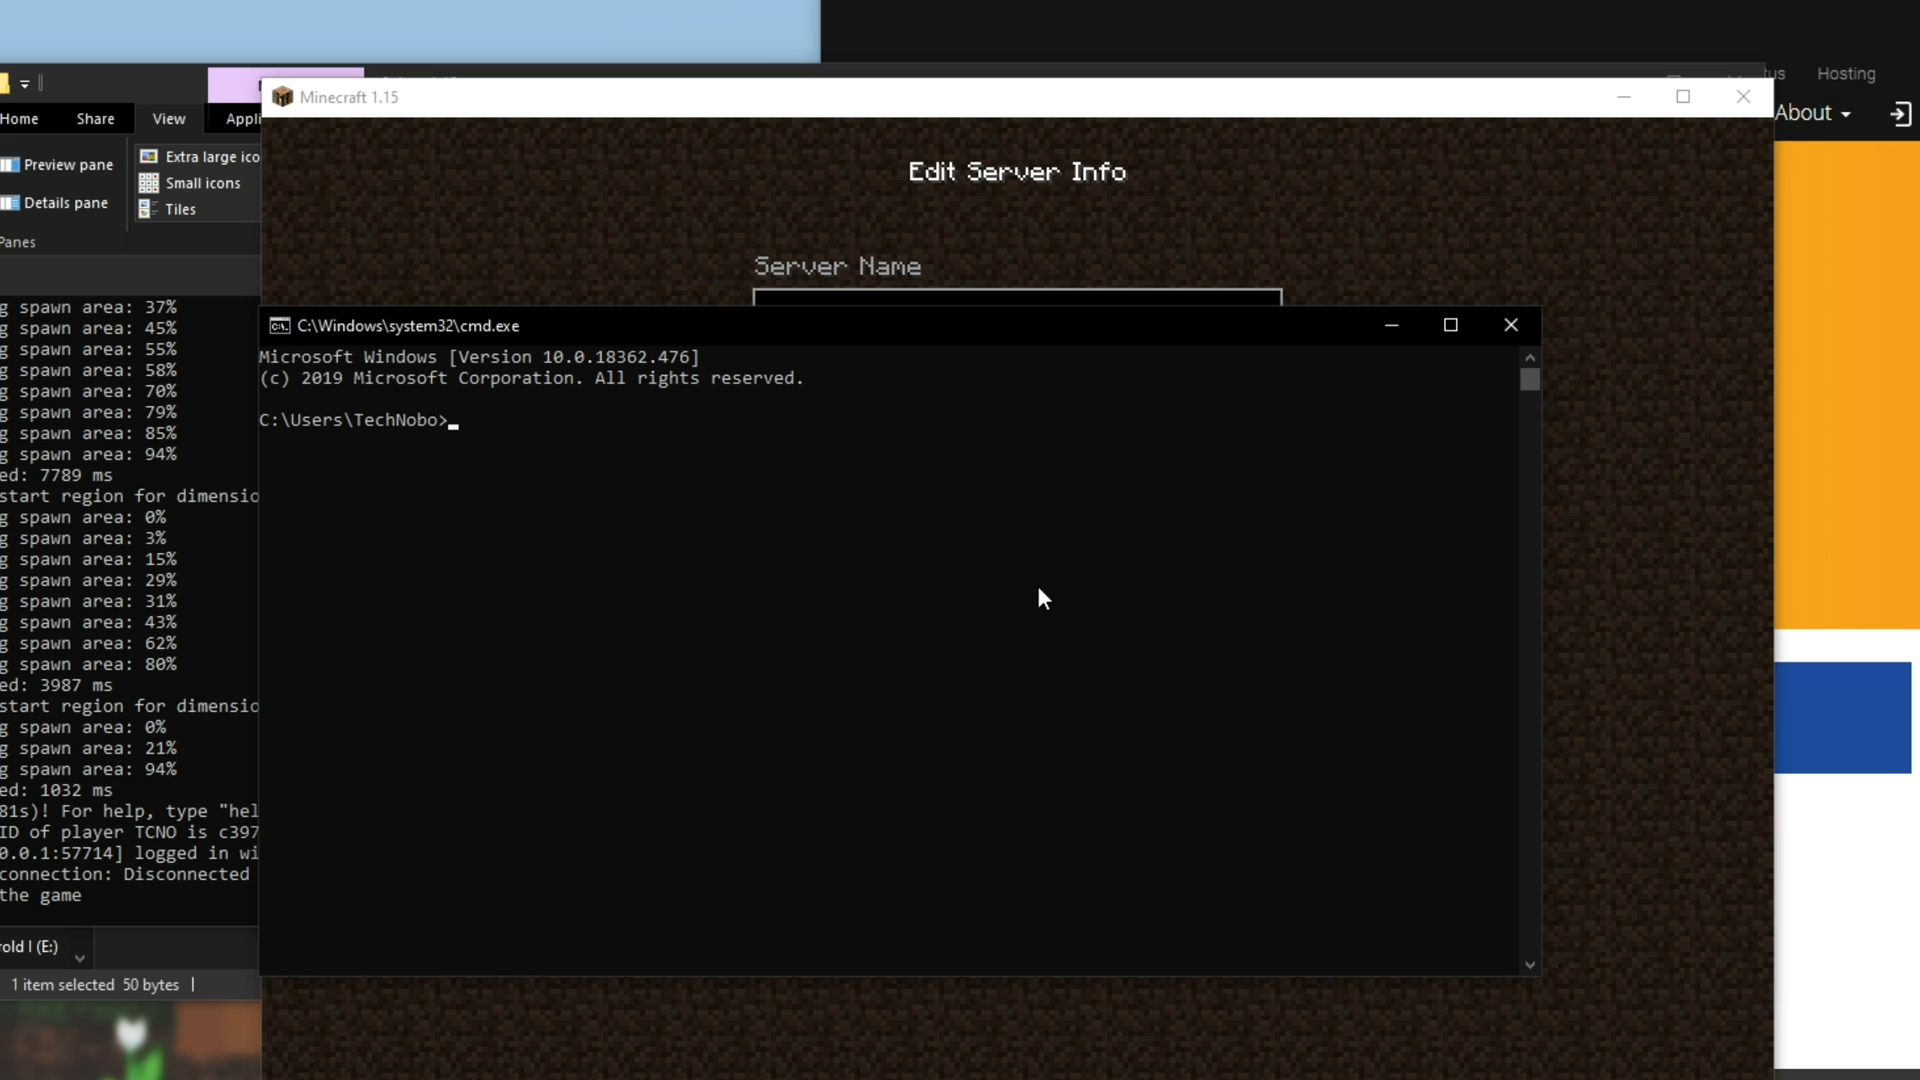 tus Hosting
About
Minecraft 1.15
Home Share View Appli
Preview pane
Details pane
Panes
Extra large ico
Small icons
Tiles
Edit Server Info
Server Name
C:\Windows\system32\cmd.exe
Microsoft Windows [Version 10.0.18362.476]
(c) 2019 Microsoft Corporation. All rights reserved.
C:\Users\TechNobo>
g spawn area: 37%
g spawn area: 45%
g spawn area: 55%
g spawn area: 58%
g spawn area: 70%
g spawn area: 79%
g spawn area: 85%
g spawn area: 94%
ed: 7789 ms
start region for dimensio
g spawn area: 0%
g spawn area: 3%
g spawn area: 15%
g spawn area: 29%
g spawn area: 31%
g spawn area: 43%
g spawn area: 62%
g spawn area: 80%
ed: 3987 ms
start region for dimensio
g spawn area: 0%
g spawn area: 21%
g spawn area: 94%
ed: 1032 ms
81s)! For help, type "hel
ID of player TCNO is c397
0.0.1:57714] logged in wi
connection: Disconnected
the game
rold I (E:)
1 item selected 50 bytes